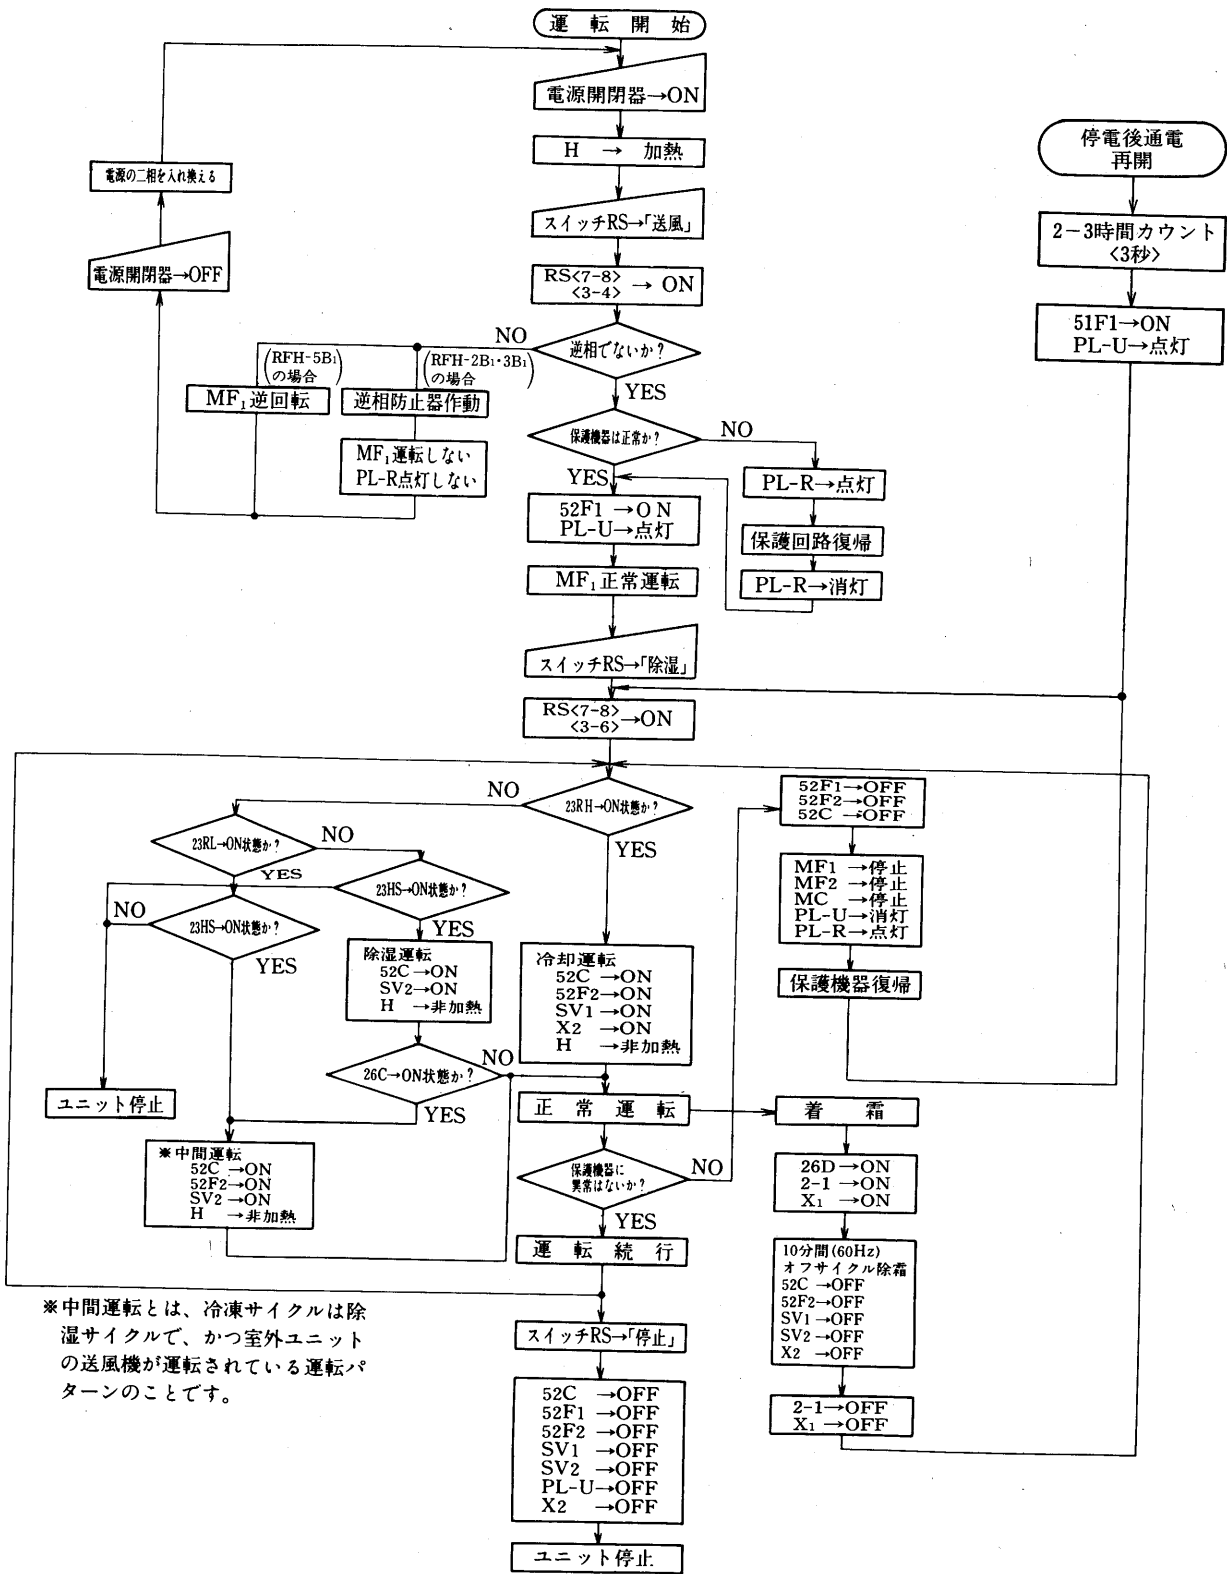 運転開始
電源開閉器→ON
H → 加熱
スイッチRS→「送風」
RS<7-8>
<3-4> → ON
逆相でないか?
NO
YES
電源の二相を入れ換える
電源開閉器→OFF
(RFH-5B1)
の場合
(RFH-2B1・3B1)
の場合
MF1逆回転
逆相防止器作動
MF1運転しない
PL-R点灯しない
保護機器は正常か?
NO
YES
PL-R→点灯
保護回路復帰
PL-R→消灯
52F1→ON
PL-U→点灯
MF1正常運転
スイッチRS→「除湿」
RS<7-8>
<3-6> →ON
停電後通電
再開
2-3時間カウント
<3秒>
51F1→ON
PL-U→点灯
23RH→ON状態か?
NO
YES
23RL→ON状態か?
NO
YES
23HS→ON状態か?
YES
23HS→ON状態か?
NO
YES
除湿運転
52C→ON
SV2→ON
H →非加熱
26C→ON状態か?
NO
YES
ユニット停止
※中間運転
52C →ON
52F2→ON
SV2→ON
H →非加熱
冷却運転
52C →ON
52F2→ON
SV1→ON
X2 →ON
H →非加熱
正常運転
保護機器に
異常はないか?
NO
YES
運転続行
52F1→OFF
52F2→OFF
52C →OFF
MF1→停止
MF2→停止
MC →停止
PL-U→消灯
PL-R→点灯
保護機器復帰
着霜
26D→ON
2-1→ON
X1 →ON
10分間(60Hz)
オフサイクル除霜
52C →OFF
52F2→OFF
SV1→OFF
SV2→OFF
X2 →OFF
2-1→OFF
X1→OFF
スイッチRS→「停止」
52C →OFF
52F1→OFF
52F2→OFF
SV1→OFF
SV2→OFF
PL-U→OFF
X2 →OFF
ユニット停止
※中間運転とは、冷凍サイクルは除
湿サイクルで、かつ室外ユニット
の送風機が運転されている運転パ
ターンのことです。